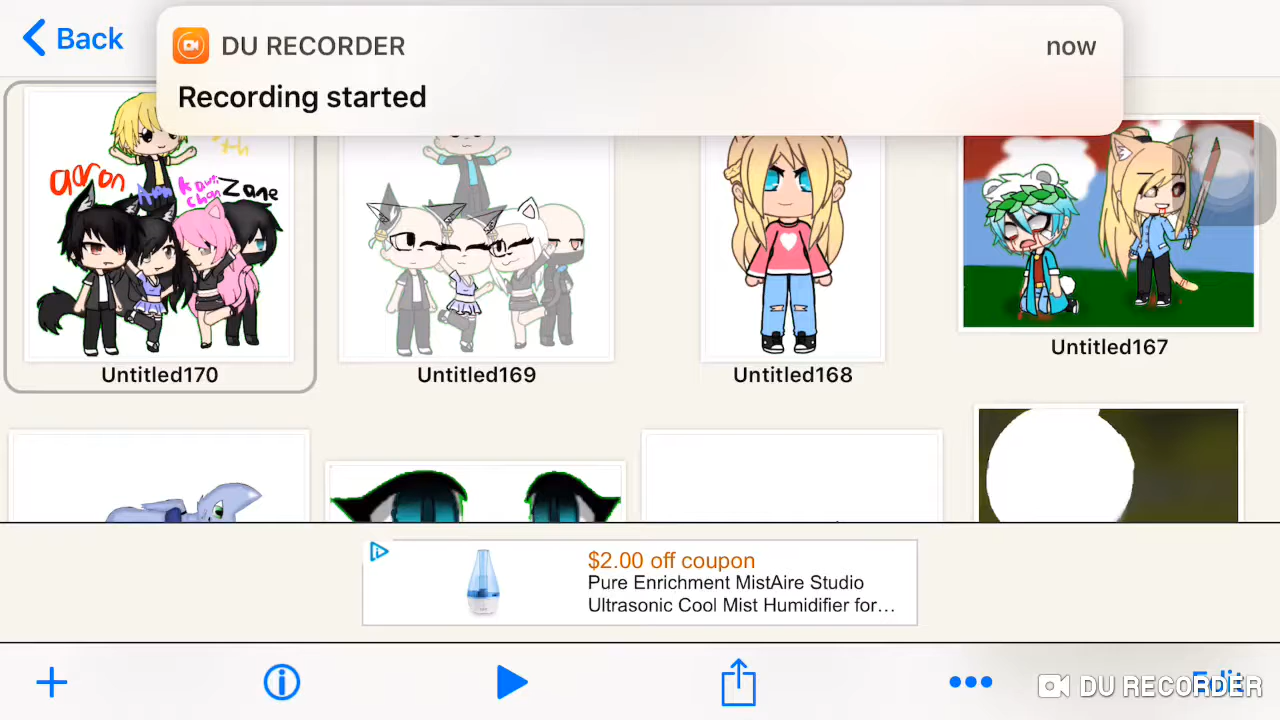 Back
DU RECORDER
now
Recording started
aaron
Zane
Untitled170
Untitled169
Untitled168
Untitled167
$2.00 off coupon
Pure Enrichment MistAire Studio
Ultrasonic Cool Mist Humidifier for…
Edit
DU RECORDER